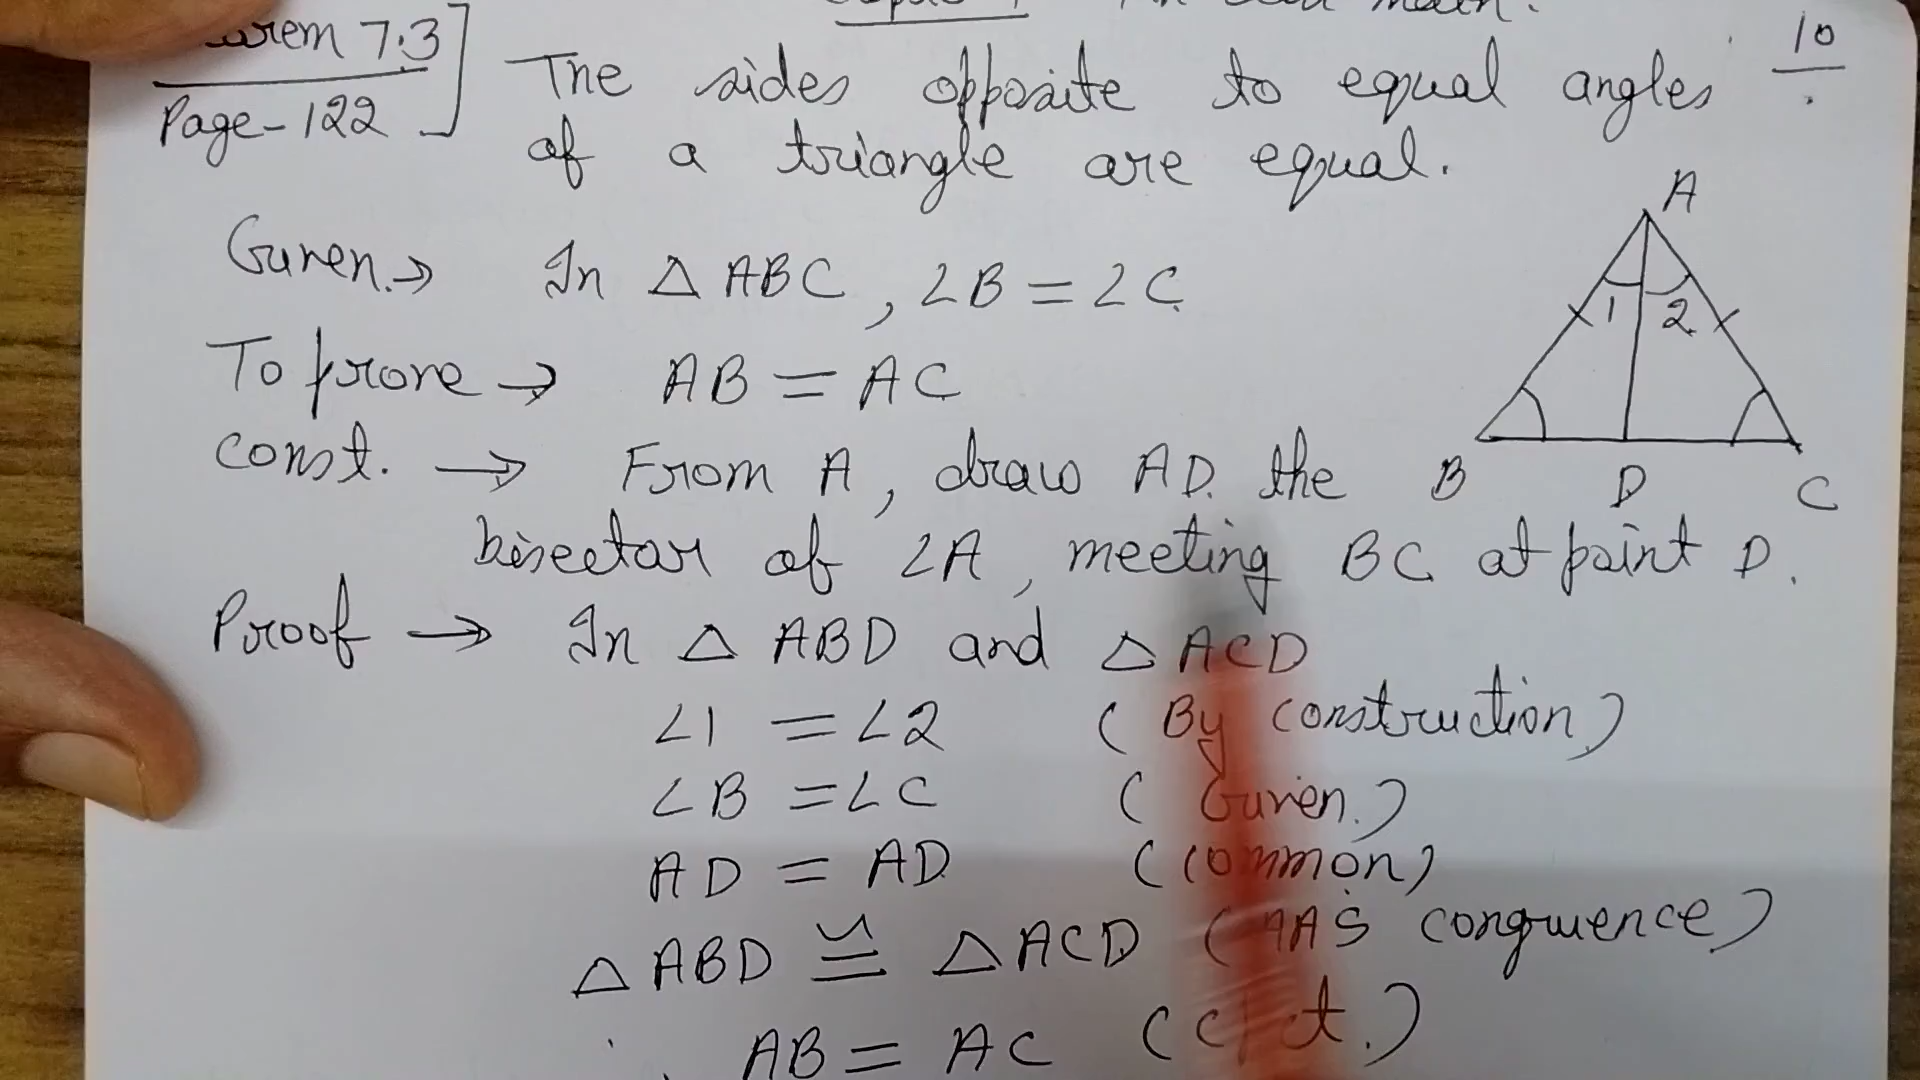 7.3
Page-122
10
The sides opposite to equal angles
of a triangle are equal.
Given.→ In △ ABC, ∠B = ∠C
To prove → AB = AC
const. → From A, draw AD. the
bisector of ∠A, meeting BC at point D.
A
1 2
B D C
Proof → In △ ABD and △ ACD
∠1 = ∠2 (By construction)
∠B = ∠C (Given.)
AD = AD (common)
△ ABD ≅ △ ACD (AAS congruence)
AB = AC